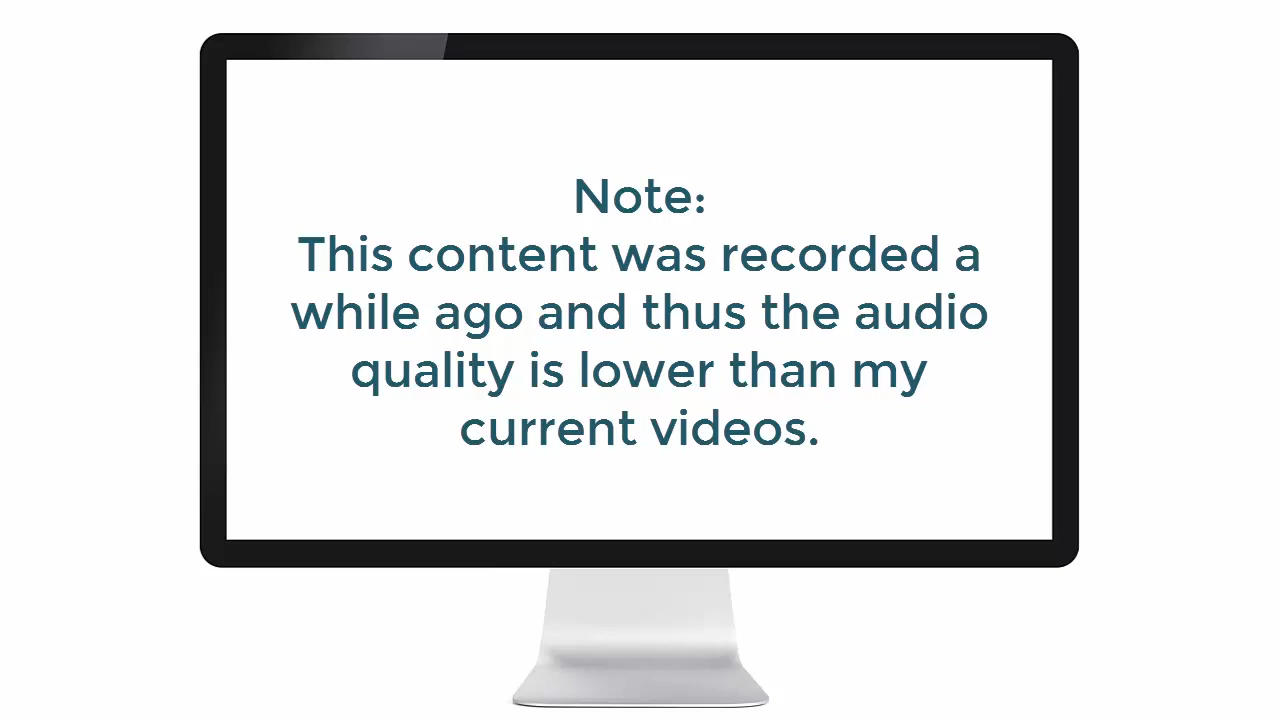 Note:
This content was recorded a
while ago and thus the audio
quality is lower than my
current videos.